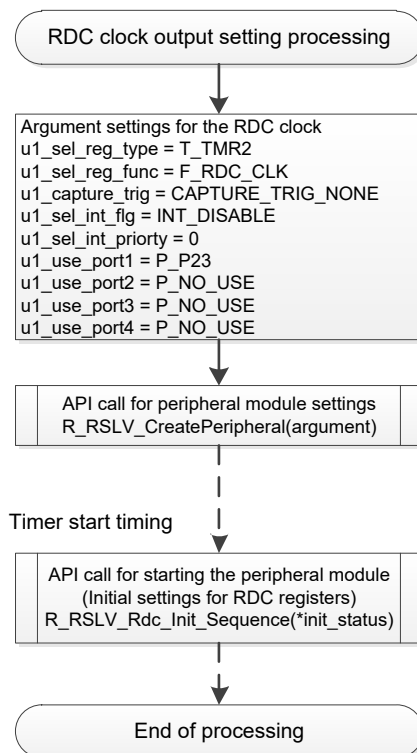 RDC clock output setting processing
Argument settings for the RDC clock
u1_sel_reg_type = T_TMR2
u1_sel_reg_func = F_RDC_CLK
u1_capture_trig = CAPTURE_TRIG_NONE
u1_sel_int_flg = INT_DISABLE
u1_sel_int_priorty = 0
u1_use_port1 = P_P23
u1_use_port2 = P_NO_USE
u1_use_port3 = P_NO_USE
u1_use_port4 = P_NO_USE
API call for peripheral module settings
R_RSLV_CreatePeripheral(argument)
Timer start timing
API call for starting the peripheral module
(Initial settings for RDC registers)
R_RSLV_Rdc_Init_Sequence(*init_status)
End of processing